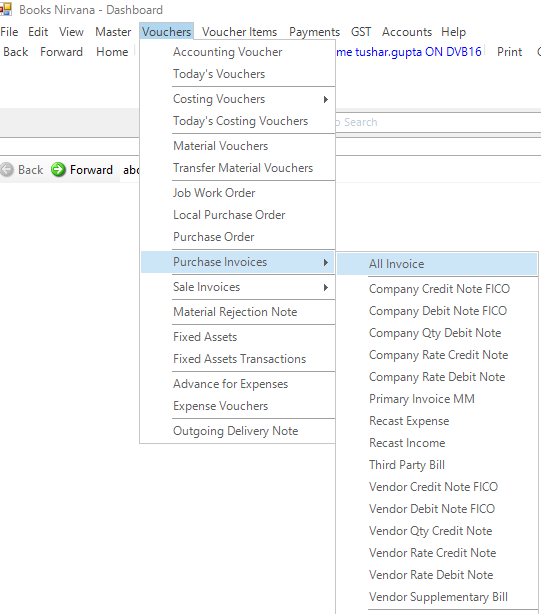 Books Nirvana - Dashboard
File Edit View Master Vouchers Voucher Items Payments GST Accounts Help
Back Forward Home me tushar.gupta ON DVB16 Print
Search
Back Forward abc
Accounting Voucher
Today's Vouchers
Costing Vouchers
Today's Costing Vouchers
Material Vouchers
Transfer Material Vouchers
Job Work Order
Local Purchase Order
Purchase Order
Purchase Invoices
Sale Invoices
Material Rejection Note
Fixed Assets
Fixed Assets Transactions
Advance for Expenses
Expense Vouchers
Outgoing Delivery Note
All Invoice
Company Credit Note FICO
Company Debit Note FICO
Company Qty Debit Note
Company Rate Credit Note
Company Rate Debit Note
Primary Invoice MM
Recast Expense
Recast Income
Third Party Bill
Vendor Credit Note FICO
Vendor Debit Note FICO
Vendor Qty Credit Note
Vendor Rate Credit Note
Vendor Rate Debit Note
Vendor Supplementary Bill